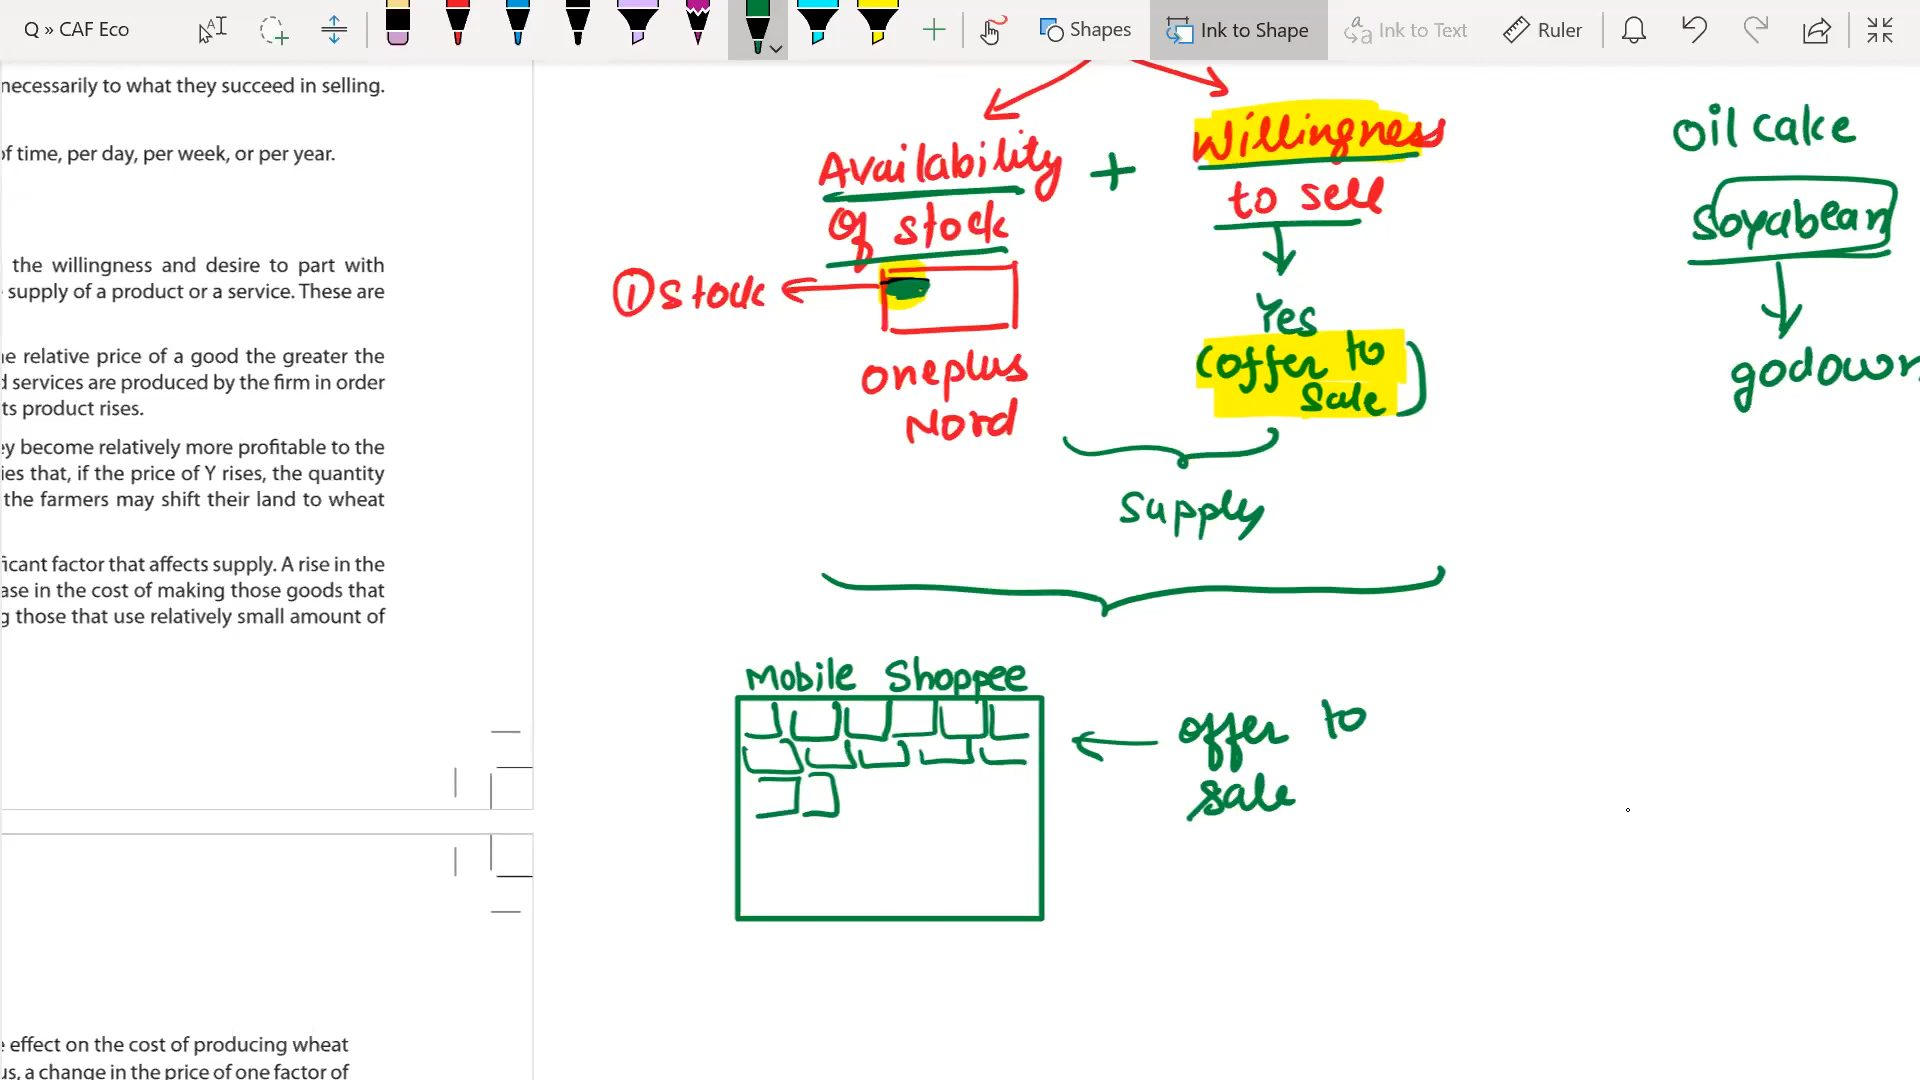 Q » CAF Eco
Shapes
Ink to Shape
Ink to Text
Ruler
necessarily to what they succeed in selling.
of time, per day, per week, or per year.
the willingness and desire to part with
supply of a product or a service. These are
relative price of a good the greater the
services are produced by the firm in order
ts product rises.
become relatively more profitable to the
ies that, if the price of Y rises, the quantity
the farmers may shift their land to wheat
ficant factor that affects supply. A rise in the
ase in the cost of making those goods that
those that use relatively small amount of
effect on the cost of producing wheat
us, a change in the price of one factor of
Availability
of stock
+
Willingness
to sell
① stock
oneplus
Nord
Yes
(offer to
sale)
supply
Mobile Shoppee
offer to
sale
oil cake
soyabean
godown